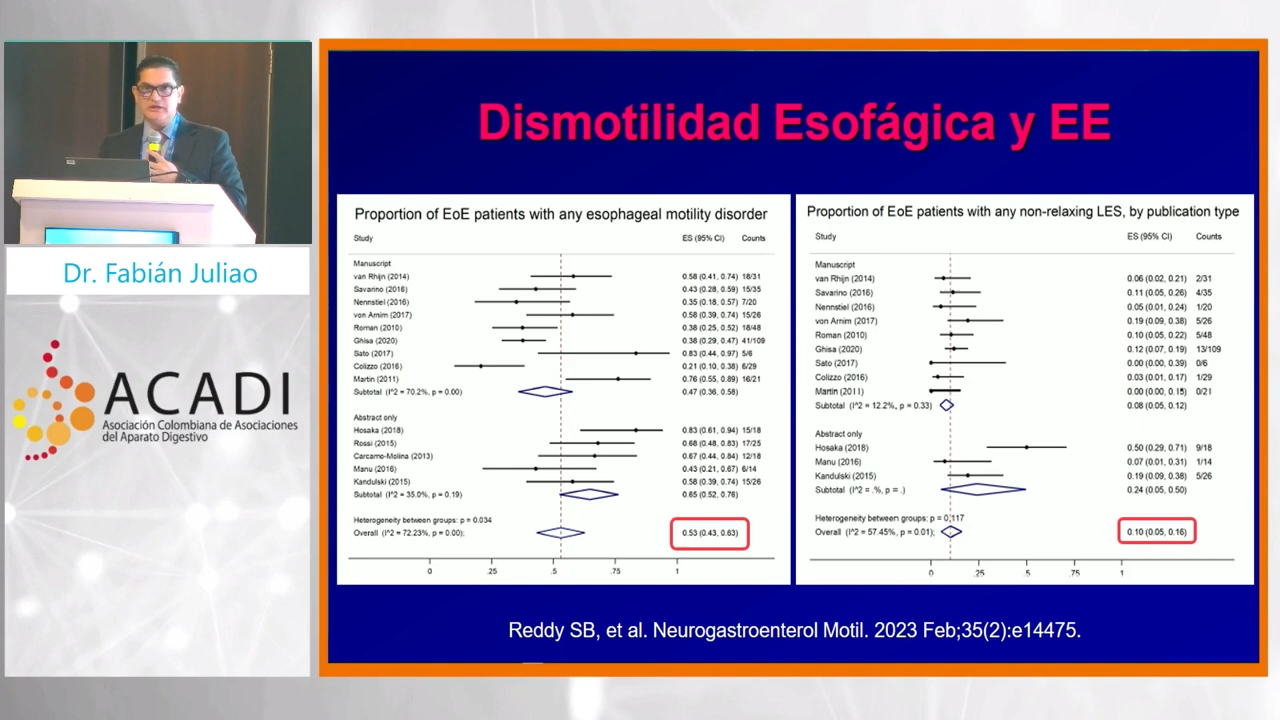 Dismotilidad Esofágica y EE
Dr. Fabián Juliao
ACADI
Asociación Colombiana de Asociaciones
del Aparato Digestivo
Proportion of EoE patients with any esophageal motility disorder
Study ES (95% CI) Counts
Manuscript
van Rhijn (2014) 0.58 (0.41, 0.74) 18/31
Savarino (2016) 0.43 (0.28, 0.59) 15/35
Nennstiel (2016) 0.35 (0.18, 0.57) 7/20
von Arnim (2017) 0.58 (0.39, 0.74) 15/26
Roman (2010) 0.38 (0.25, 0.52) 18/48
Ghisa (2020) 0.38 (0.29, 0.47) 41/109
Sato (2017) 0.83 (0.44, 0.97) 5/6
Colizzo (2016) 0.21 (0.10, 0.38) 6/29
Martin (2011) 0.76 (0.55, 0.89) 16/21
Subtotal (I^2 = 70.2%, p = 0.00) 0.47 (0.36, 0.58)
Abstract only
Hosaka (2018) 0.83 (0.61, 0.94) 15/18
Rossi (2015) 0.68 (0.48, 0.83) 17/25
Carcamo-Molina (2013) 0.67 (0.44, 0.84) 12/18
Manu (2016) 0.43 (0.21, 0.67) 6/14
Kandulski (2015) 0.58 (0.39, 0.74) 15/26
Subtotal (I^2 = 35.0%, p = 0.19) 0.65 (0.52, 0.76)
Heterogeneity between groups: p = 0.034
Overall (I^2 = 72.23%, p = 0.00); 0.53 (0.43, 0.63)
0 .25 .5 .75 1
Proportion of EoE patients with any non-relaxing LES, by publication type
Study ES (95% CI) Counts
Manuscript
van Rhijn (2014) 0.06 (0.02, 0.21) 2/31
Savarino (2016) 0.11 (0.05, 0.26) 4/35
Nennstiel (2016) 0.05 (0.01, 0.24) 1/20
von Arnim (2017) 0.19 (0.09, 0.38) 5/26
Roman (2010) 0.10 (0.05, 0.22) 5/48
Ghisa (2020) 0.12 (0.07, 0.19) 13/109
Sato (2017) 0.00 (0.00, 0.39) 0/6
Colizzo (2016) 0.03 (0.01, 0.17) 1/29
Martin (2011) 0.00 (0.00, 0.15) 0/21
Subtotal (I^2 = 12.2%, p = 0.33) 0.08 (0.05, 0.12)
Abstract only
Hosaka (2018) 0.50 (0.29, 0.71) 9/18
Manu (2016) 0.07 (0.01, 0.31) 1/14
Kandulski (2015) 0.19 (0.09, 0.38) 5/26
Subtotal (I^2 = .%, p = .) 0.24 (0.05, 0.50)
Heterogeneity between groups: p = 0.117
Overall (I^2 = 57.45%, p = 0.01); 0.10 (0.05, 0.16)
0 .25 .5 .75 1
Reddy SB, et al. Neurogastroenterol Motil. 2023 Feb;35(2):e14475.